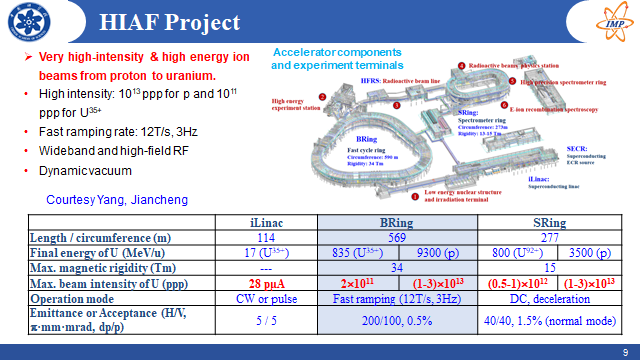 HIAF Project
IMP
➢ Very high-intensity & high energy ion
beams from proton to uranium.
• High intensity: 10¹³ ppp for p and 10¹¹
ppp for U³⁵⁺
• Fast ramping rate: 12T/s, 3Hz
• Wideband and high-field RF
• Dynamic vacuum
Courtesy Yang, Jiancheng
Accelerator components
and experiment terminals
4 Radioactive beams physics station
HFRS: Radioactive beam line
5 High precision spectrometer ring
2
High energy
experiment station
3
6 E-ion recombination spectroscopy
SRing:
Spectrometer ring
Circumference: 273m
Rigidity: 13-15 Tm
BRing
Fast cycle ring
Circumference: 590 m
Rigidity: 34 Tm
SECR:
Superconducting
ECR source
iLinac:
Superconducting linac
1 Low energy nuclear structure
and irradiation terminal
iLinac BRing SRing
Length / circumference (m) 114 569 277
Final energy of U (MeV/u) 17 (U³⁵⁺) 835 (U³⁵⁺) 9300 (p) 800 (U⁹²⁺) 3500 (p)
Max. magnetic rigidity (Tm) --- 34 15
Max. beam intensity of U (ppp) 28 pμA 2×10¹¹ (1-3)×10¹³ (0.5-1)×10¹² (1-3)×10¹³
Operation mode CW or pulse Fast ramping (12T/s, 3Hz) DC, deceleration
Emittance or Acceptance (H/V,
π·mm·mrad, dp/p) 5 / 5 200/100, 0.5% 40/40, 1.5% (normal mode)
9